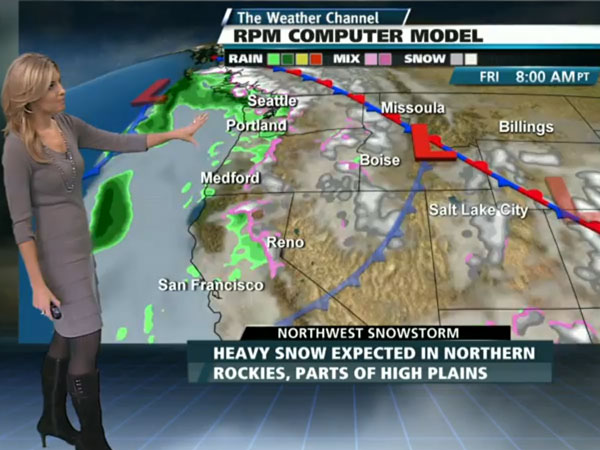 The Weather Channel
RPM COMPUTER MODEL
RAIN MIX SNOW
FRI 8:00 AM PT
Seattle
Missoula
Portland
Billings
Boise
Medford
Salt Lake City
Reno
San Francisco
L
L
NORTHWEST SNOWSTORM
HEAVY SNOW EXPECTED IN NORTHERN
ROCKIES, PARTS OF HIGH PLAINS